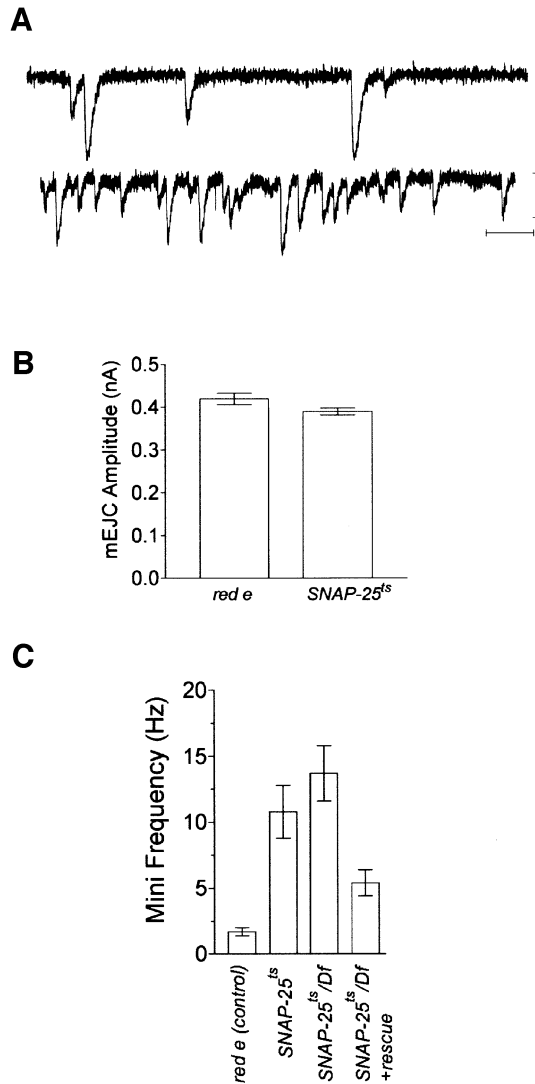 A
B
mEJC Amplitude (nA)
0.5
0.4
0.3
0.2
0.1
0.0
red e
SNAP-25ts
C
Mini Frequency (Hz)
20
15
10
5
0
red e (control)
SNAP-25ts
SNAP-25ts/Df
SNAP-25ts/Df
+rescue